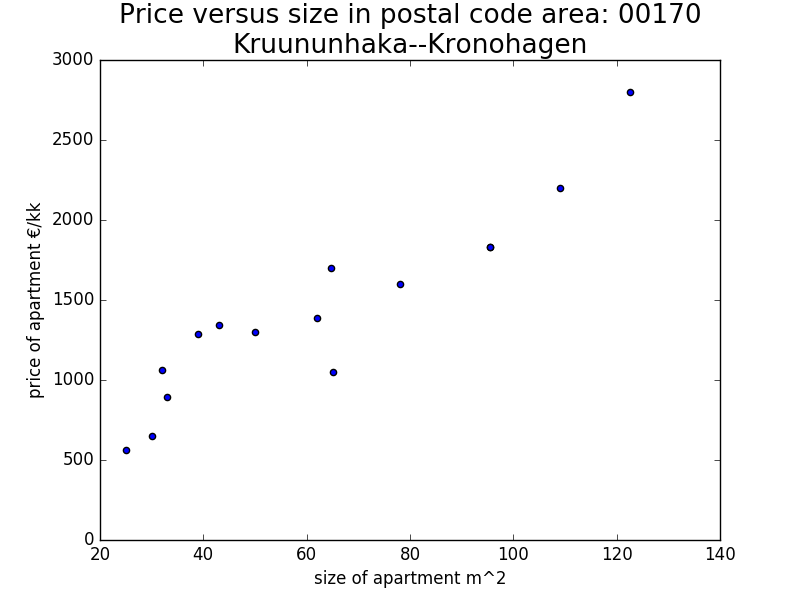 Price versus size in postal code area: 00170
Kruununhaka--Kronohagen
3000
2500
2000
1500
1000
500
0
price of apartment €/kk
20 40 60 80 100 120 140
size of apartment m^2